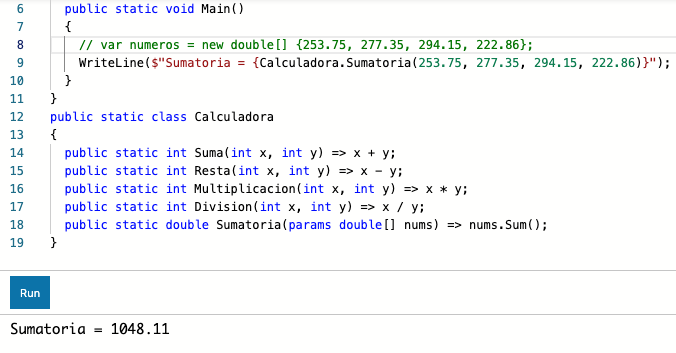 6 public static void Main()
7 {
8 // var numeros = new double[] {253.75, 277.35, 294.15, 222.86};
9 WriteLine($"Sumatoria = {Calculadora.Sumatoria(253.75, 277.35, 294.15, 222.86)}");
10 }
11 }
12 public static class Calculadora
13 {
14 public static int Suma(int x, int y) => x + y;
15 public static int Resta(int x, int y) => x - y;
16 public static int Multiplicacion(int x, int y) => x * y;
17 public static int Division(int x, int y) => x / y;
18 public static double Sumatoria(params double[] nums) => nums.Sum();
19 }
Run
Sumatoria = 1048.11